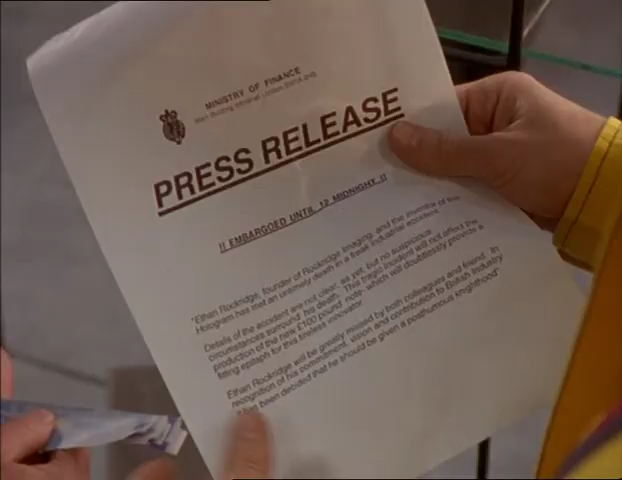 MINISTRY OF FINANCE
PRESS RELEASE
!! EMBARGOED UNTIL 12 MIDNIGHT !!
"Ethan Rockridge, founder of Rockridge Imaging, and the inventor of the
Hologram has met an untimely death in a freak industrial accident.
Details of the accident are not clear, as yet, but no suspicious
circumstances surround his death. This tragic incident will not affect the
production of the new £100 pound note which will doubtlessly provide a
fitting epitaph for this tireless innovator.
Ethan Rockridge will be greatly missed by both colleagues and friend. In
recognition of his commitment, vision and contribution to British Industry
it has been decided that he should be given a posthumous knighthood"